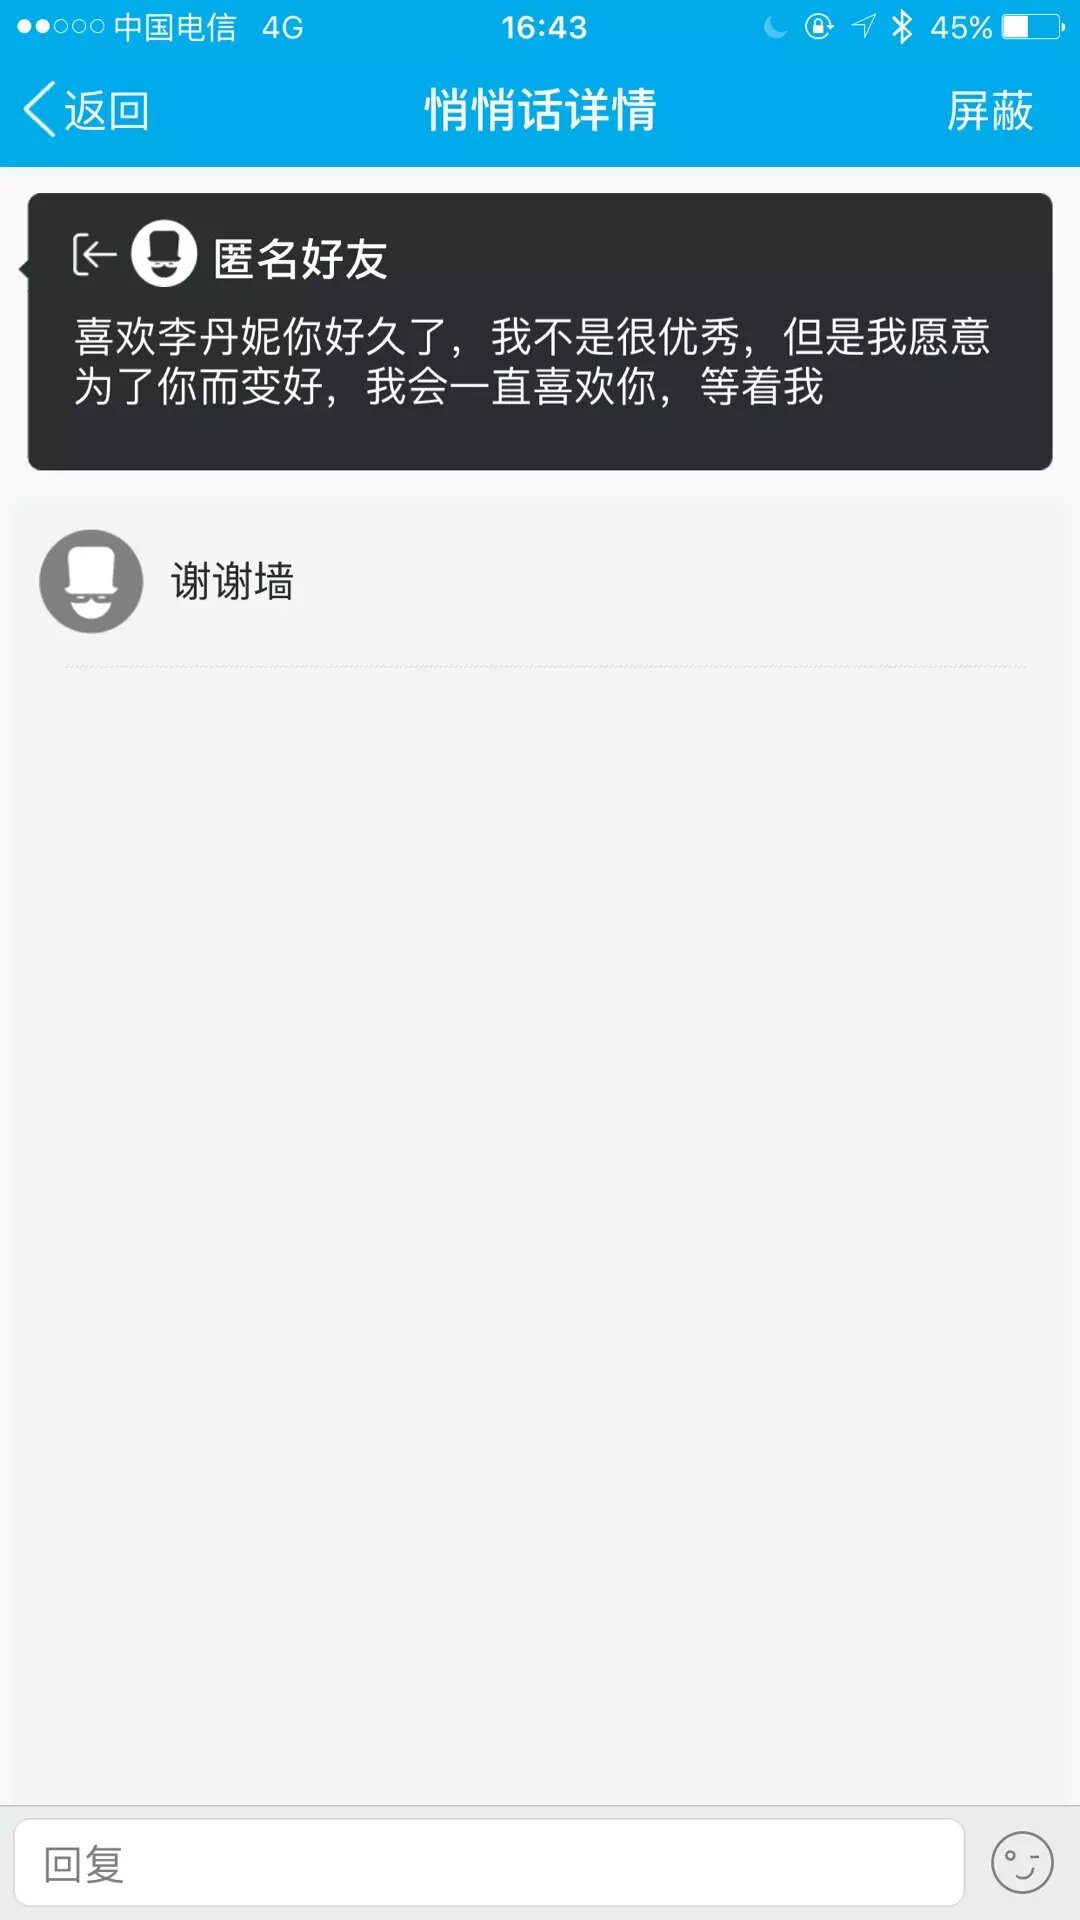 中国电信 4G 16:43 45%
返回 悄悄话详情 屏蔽
匿名好友
喜欢李丹妮你好久了，我不是很优秀，但是我愿意
为了你而变好，我会一直喜欢你，等着我
谢谢墙
回复